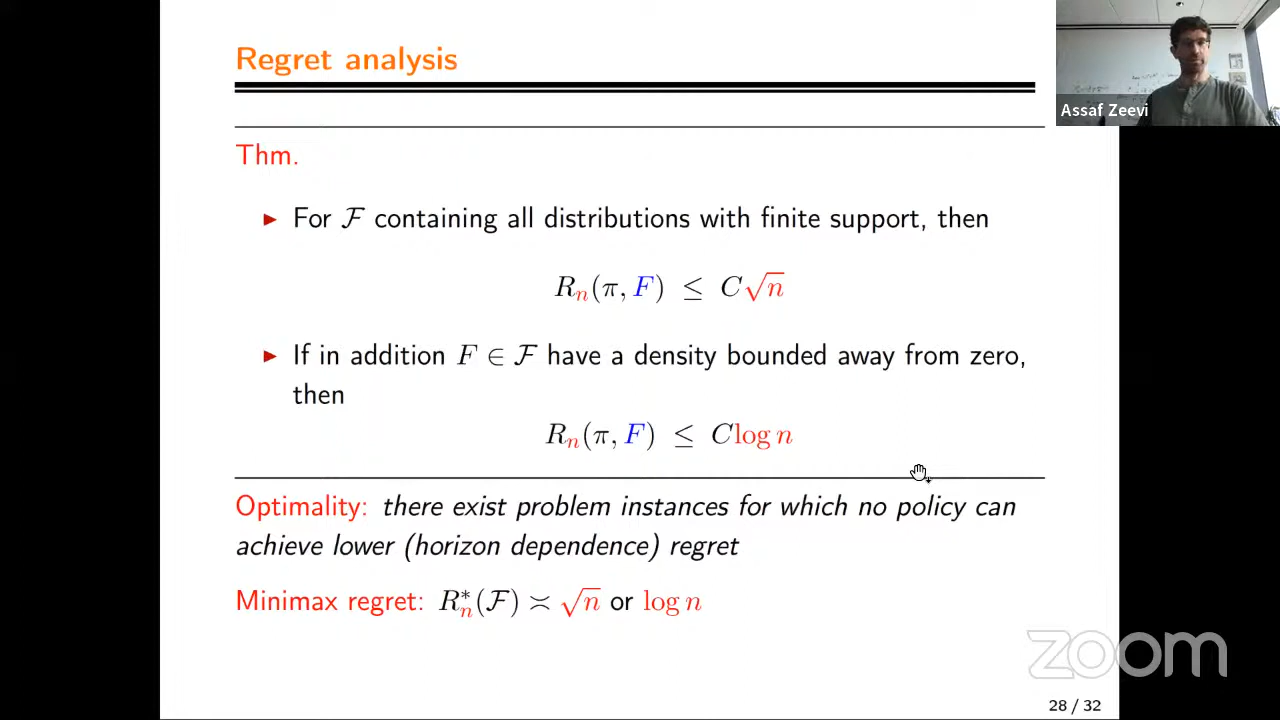 Regret analysis
Assaf Zeevi
Thm.
▶ For ℱ containing all distributions with finite support, then
Rₙ(π, F) ≤ C√n
▶ If in addition F ∈ ℱ have a density bounded away from zero,
then
Rₙ(π, F) ≤ C log n
Optimality: there exist problem instances for which no policy can
achieve lower (horizon dependence) regret
Minimax regret: R*ₙ(ℱ) ≍ √n or log n
zoom
28 / 32